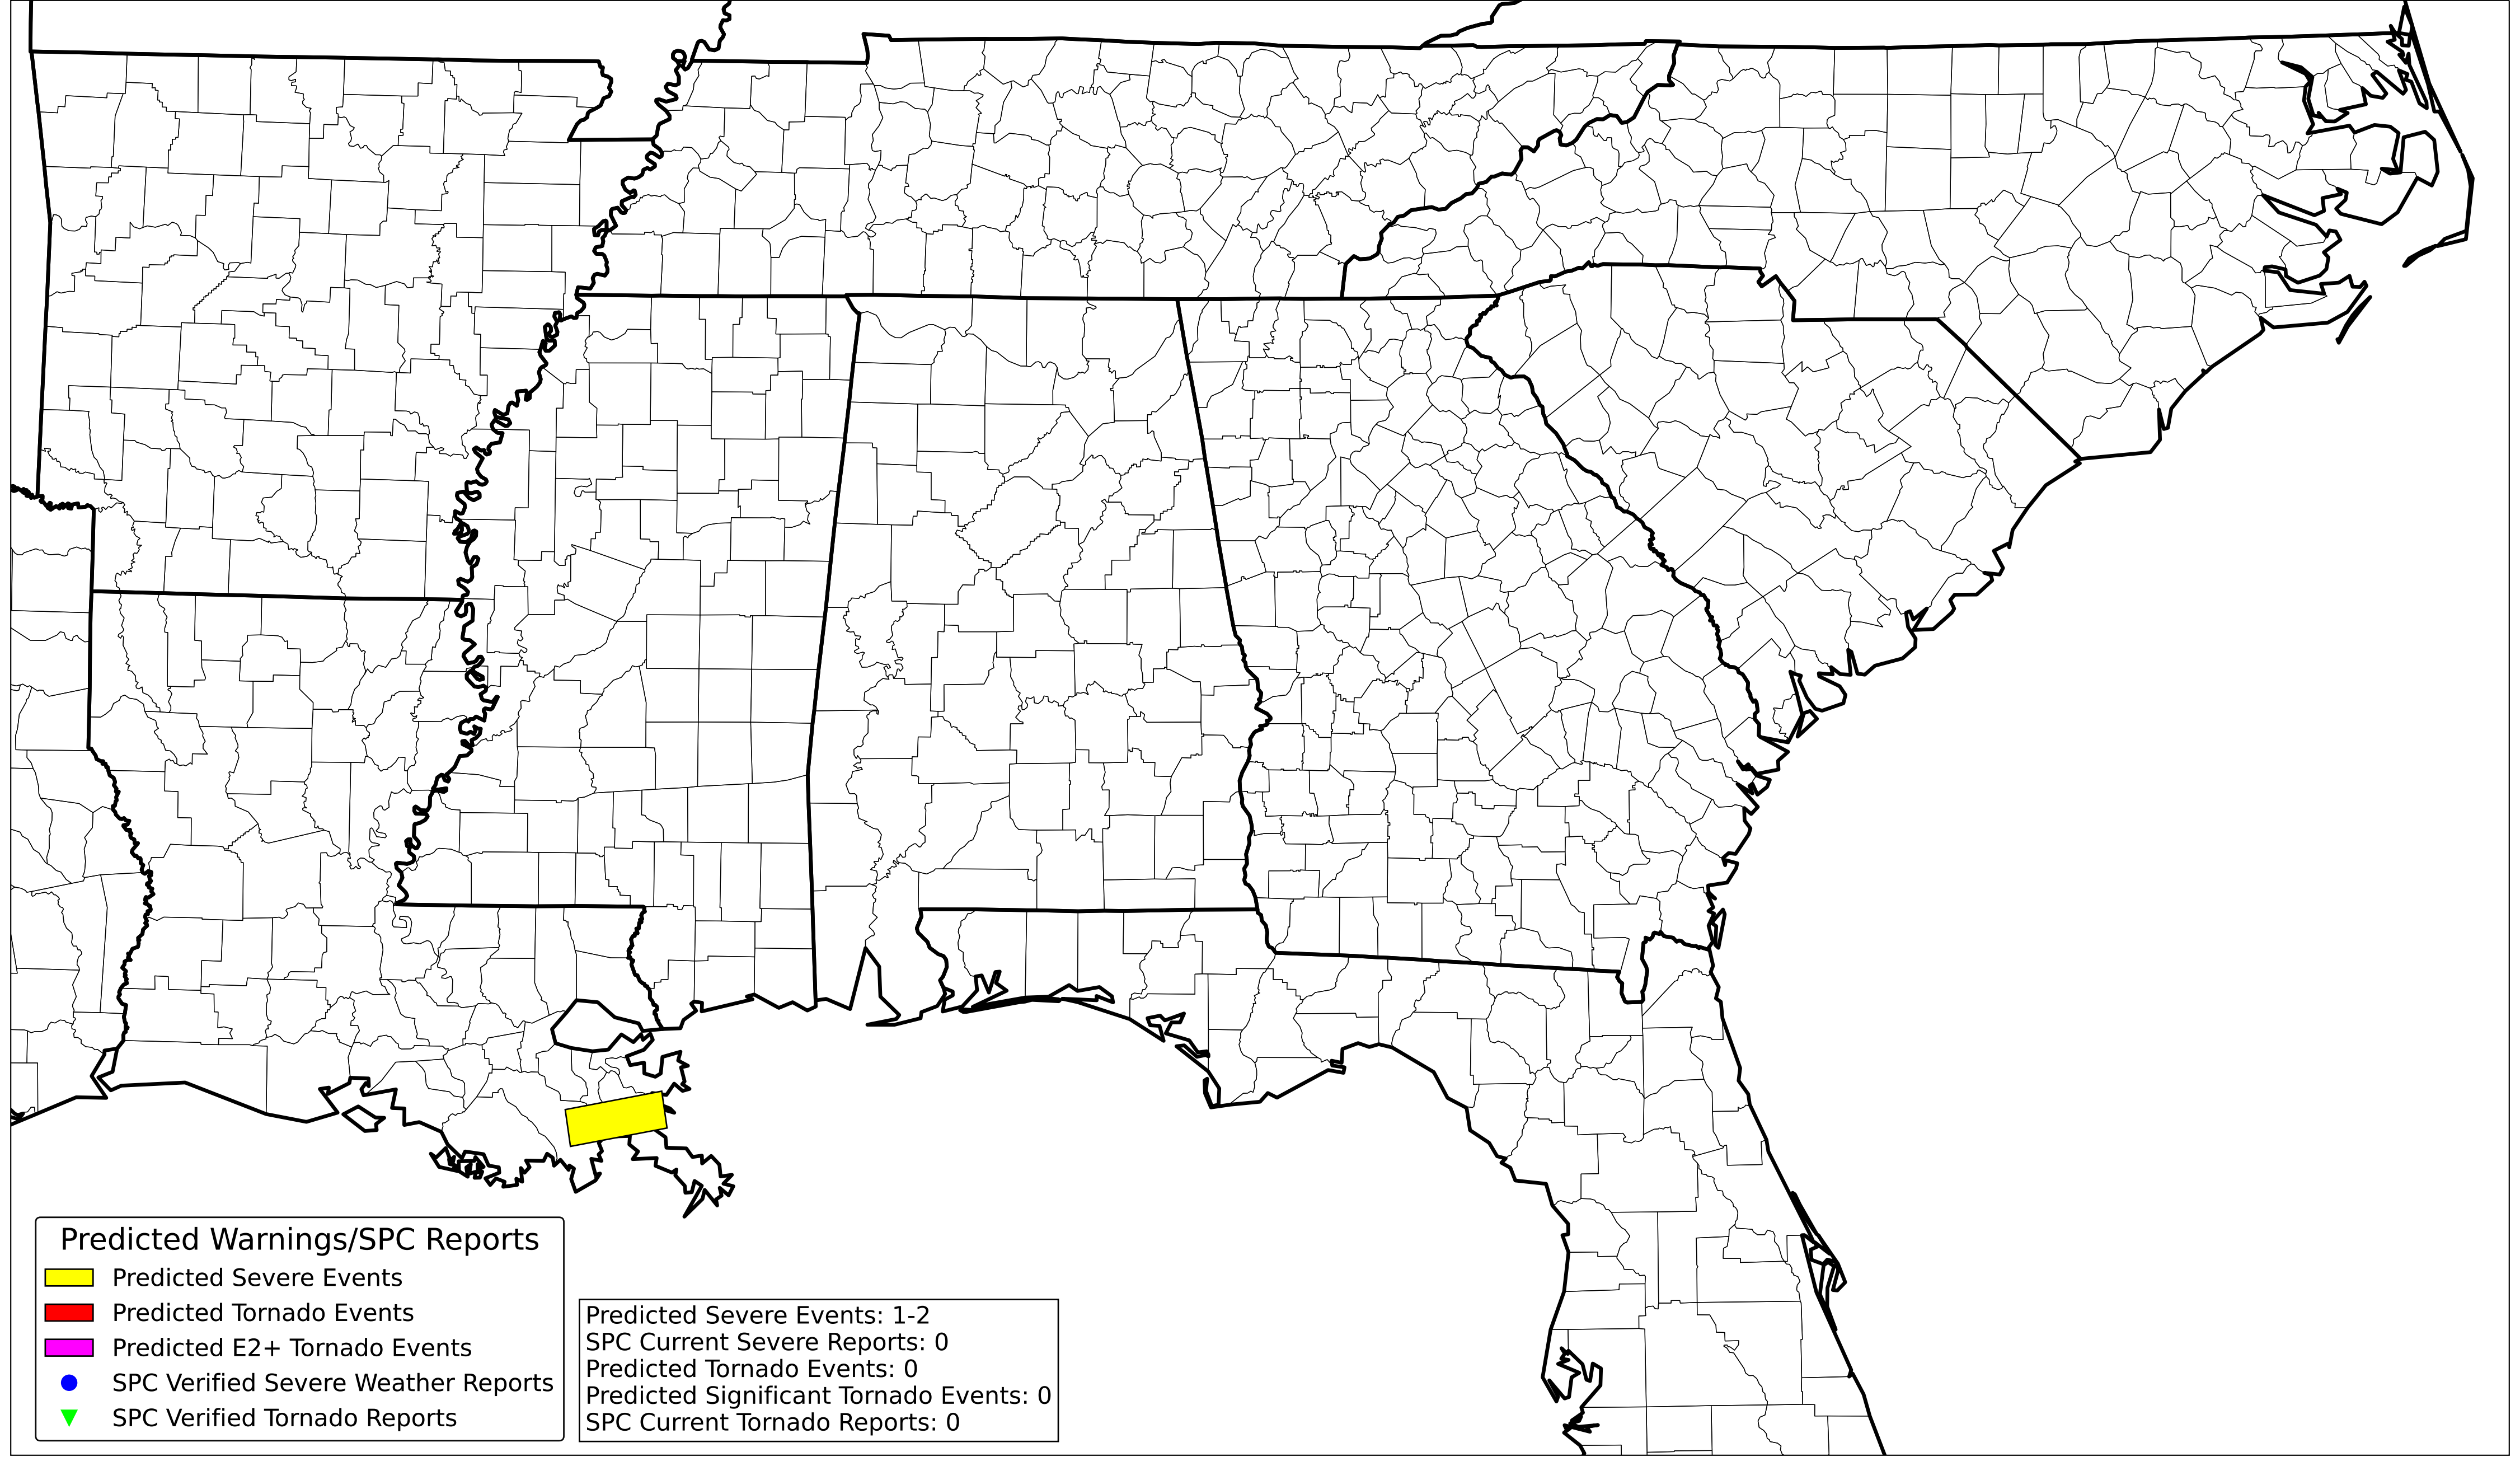 Predicted Warnings/SPC Reports
Predicted Severe Events
Predicted Tornado Events
Predicted E2+ Tornado Events
SPC Verified Severe Weather Reports
SPC Verified Tornado Reports
Predicted Severe Events: 1-2
SPC Current Severe Reports: 0
Predicted Tornado Events: 0
Predicted Significant Tornado Events: 0
SPC Current Tornado Reports: 0